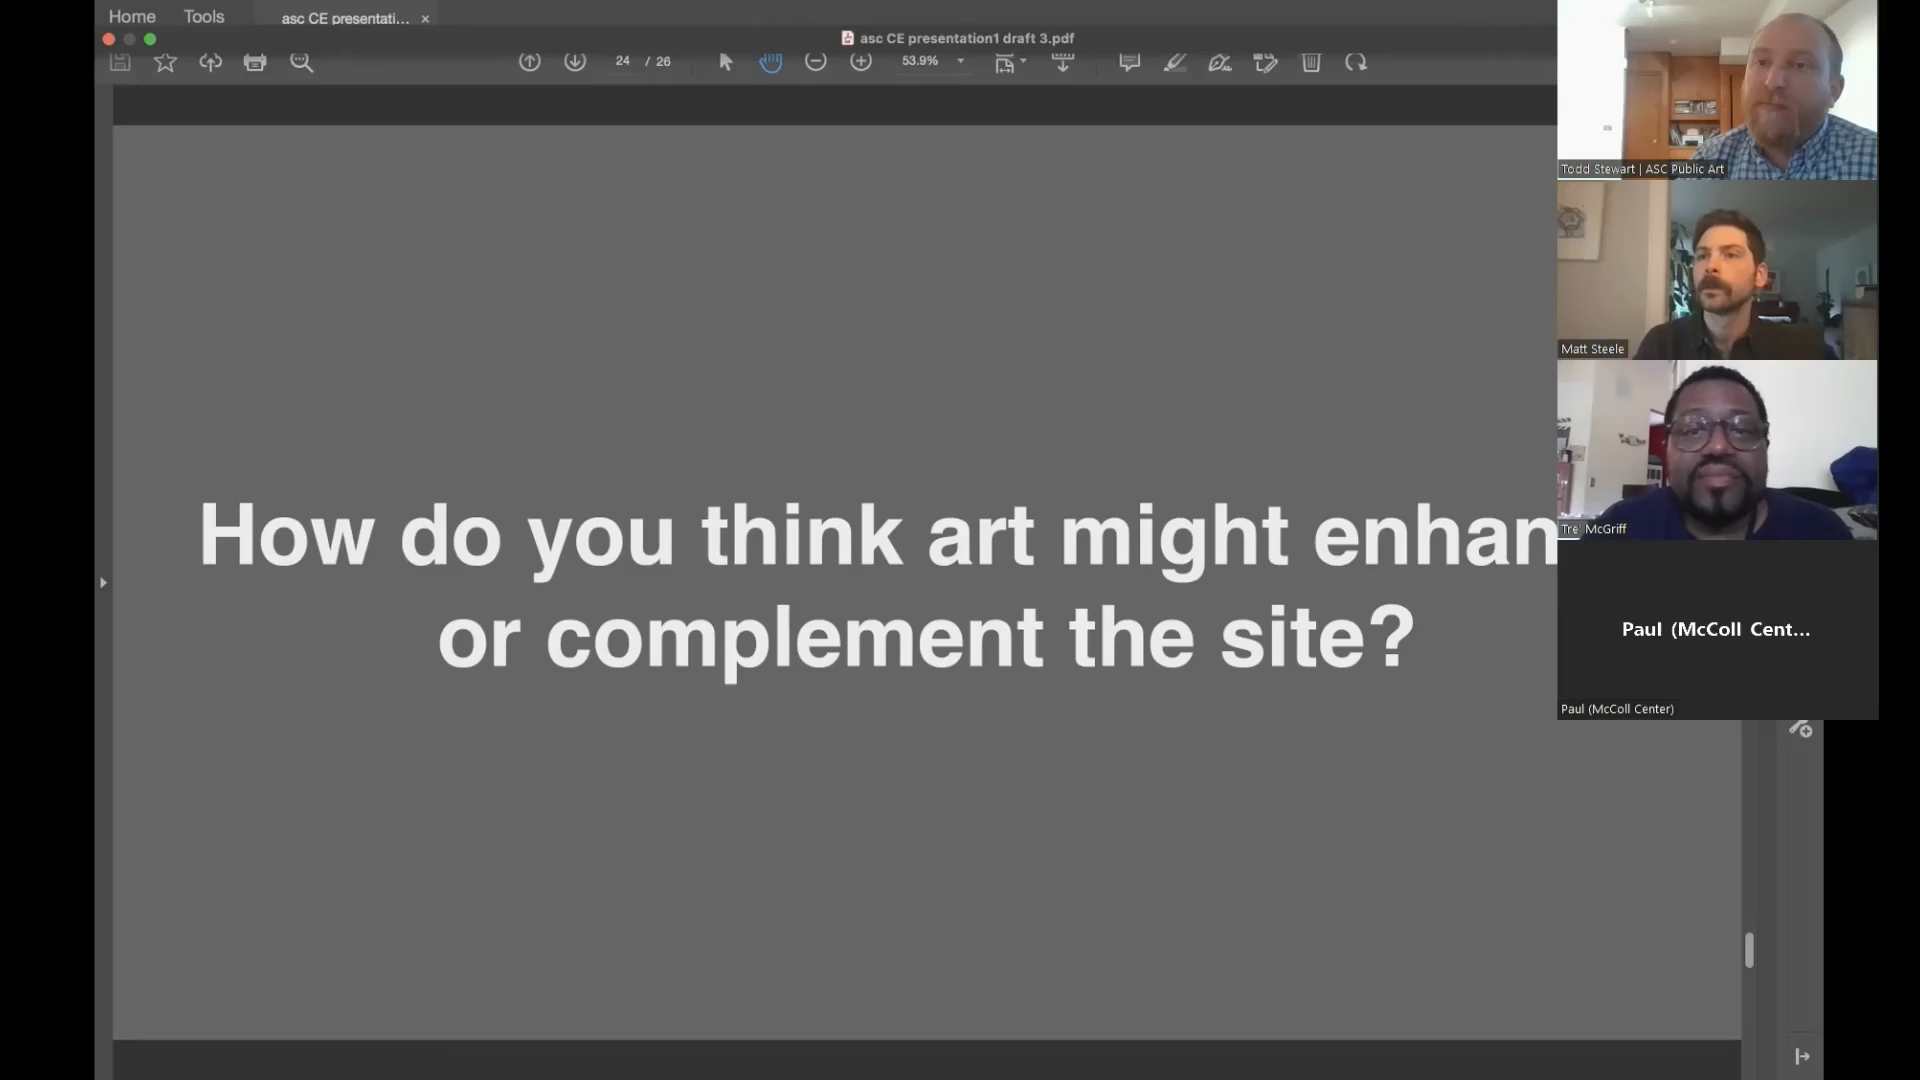 Home Tools asc CE presentati... ×
asc CE presentation1 draft 3.pdf
24 / 26 53.9%
How do you think art might enhan
or complement the site?
Todd Stewart | ASC Public Art
Matt Steele
Tre' McGriff
Paul (McColl Cent...
Paul (McColl Center)